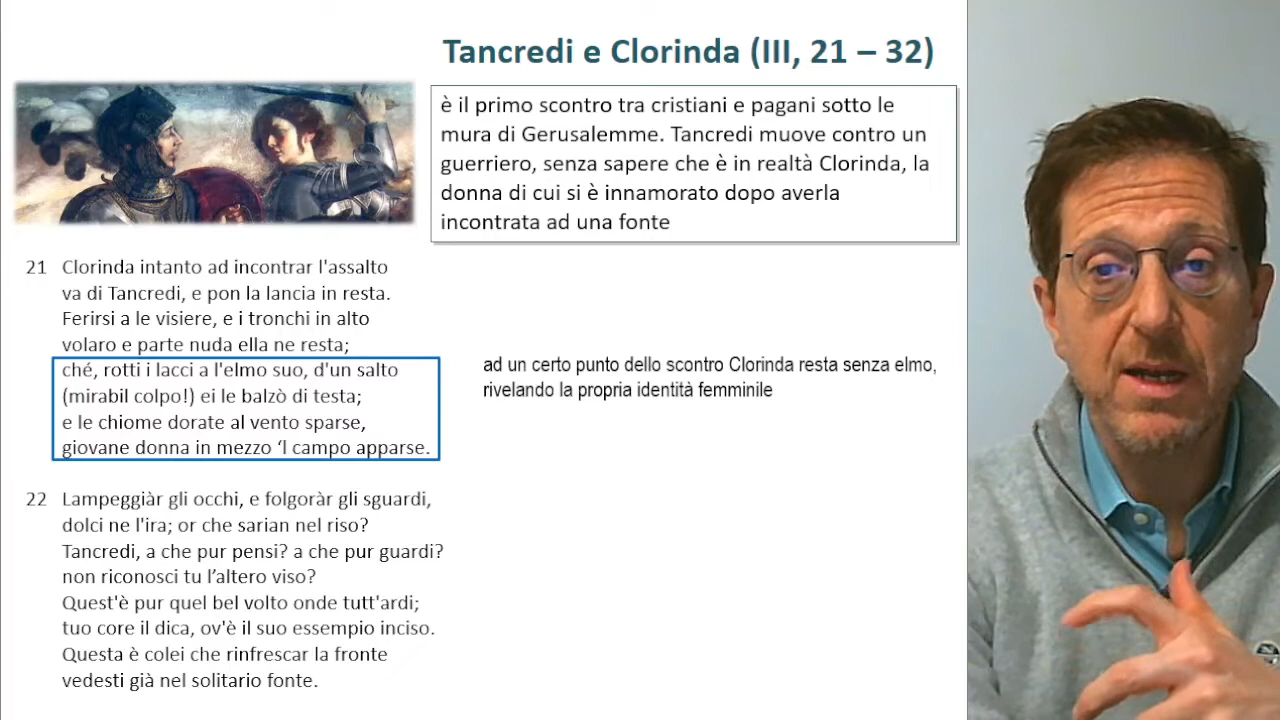 Tancredi e Clorinda (III, 21 – 32)
è il primo scontro tra cristiani e pagani sotto le
mura di Gerusalemme. Tancredi muove contro un
guerriero, senza sapere che è in realtà Clorinda, la
donna di cui si è innamorato dopo averla
incontrata ad una fonte
21 Clorinda intanto ad incontrar l'assalto
va di Tancredi, e pon la lancia in resta.
Ferirsi a le visiere, e i tronchi in alto
volaro e parte nuda ella ne resta;
ché, rotti i lacci a l'elmo suo, d'un salto
(mirabil colpo!) ei le balzò di testa;
e le chiome dorate al vento sparse,
giovane donna in mezzo ‘l campo apparse.
ad un certo punto dello scontro Clorinda resta senza elmo,
rivelando la propria identità femminile
22 Lampeggiàr gli occhi, e folgoràr gli sguardi,
dolci ne l'ira; or che sarian nel riso?
Tancredi, a che pur pensi? a che pur guardi?
non riconosci tu l’altero viso?
Quest'è pur quel bel volto onde tutt'ardi;
tuo core il dica, ov'è il suo essempio inciso.
Questa è colei che rinfrescar la fronte
vedesti già nel solitario fonte.